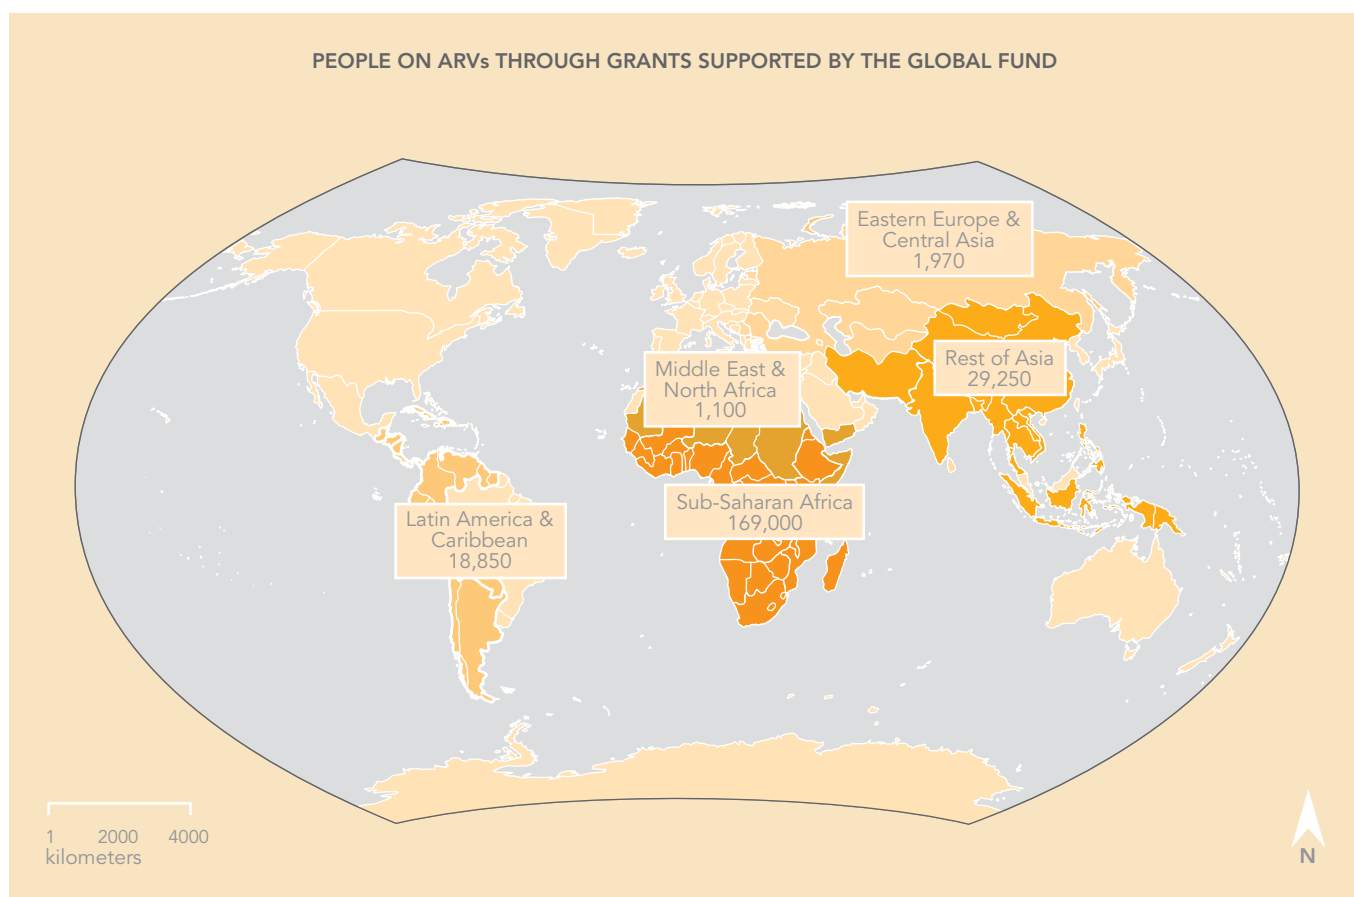 PEOPLE ON ARVs THROUGH GRANTS SUPPORTED BY THE GLOBAL FUND
Eastern Europe &
Central Asia
1,970
Rest of Asia
29,250
Middle East &
North Africa
1,100
Sub-Saharan Africa
169,000
Latin America &
Caribbean
18,850
1 2000 4000
kilometers
N